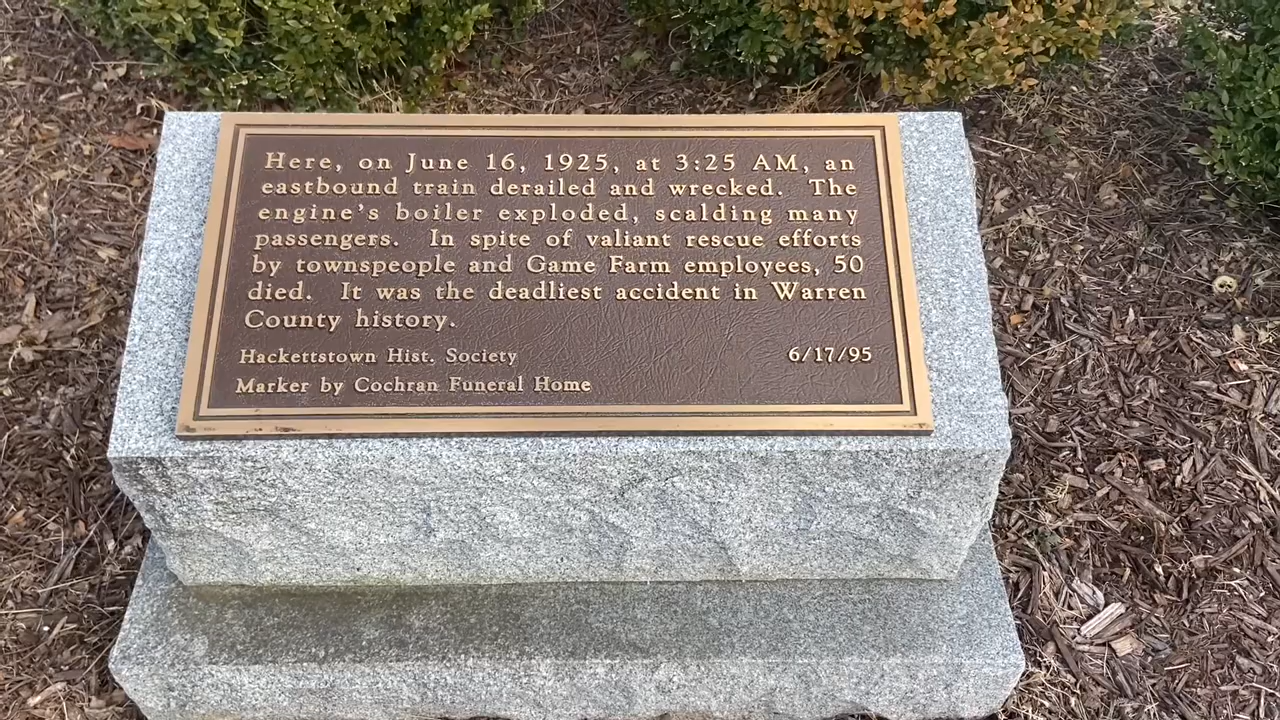 Here, on June 16, 1925, at 3:25 AM, an
eastbound train derailed and wrecked. The
engine's boiler exploded, scalding many
passengers. In spite of valiant rescue efforts
by townspeople and Game Farm employees, 50
died. It was the deadliest accident in Warren
County history.
Hackettstown Hist. Society 6/17/95
Marker by Cochran Funeral Home